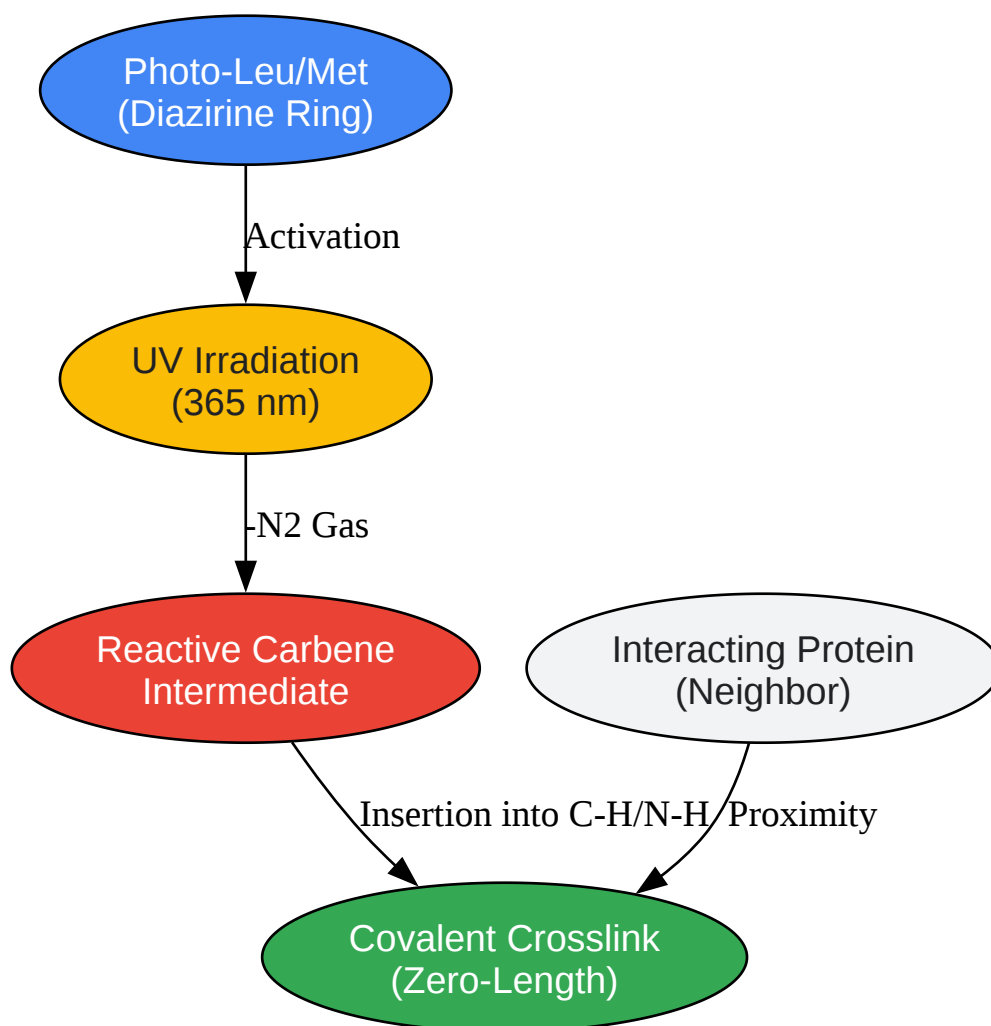 Photo-Leu/Met
(Diazirine Ring)
Activation
UV Irradiation
(365 nm)
-N2 Gas
Reactive Carbene
Intermediate
Interacting Protein
(Neighbor)
Insertion into C-H/N-H
Proximity
Covalent Crosslink
(Zero-Length)